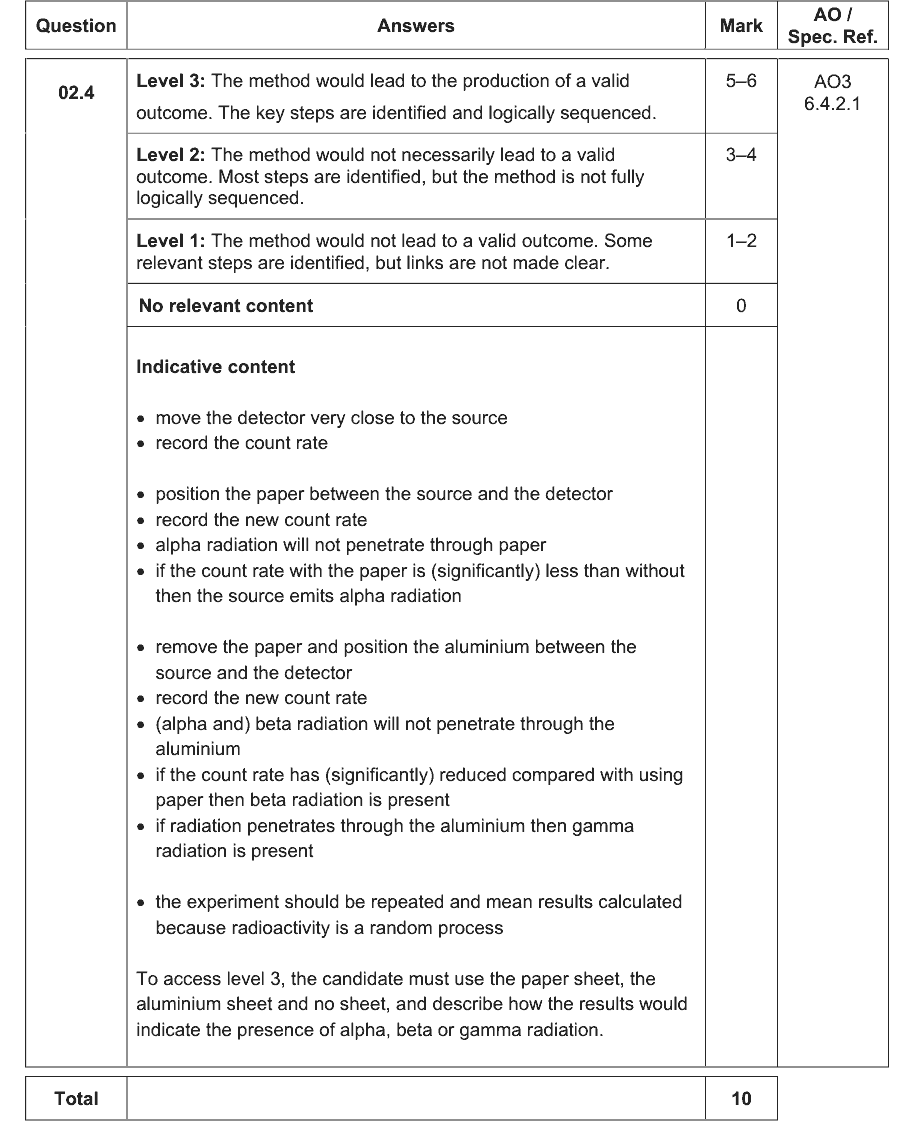 Question Answers Mark AO /
Spec. Ref.
02.4 Level 3: The method would lead to the production of a valid 5–6 AO3
outcome. The key steps are identified and logically sequenced. 6.4.2.1
Level 2: The method would not necessarily lead to a valid 3–4
outcome. Most steps are identified, but the method is not fully
logically sequenced.
Level 1: The method would not lead to a valid outcome. Some 1–2
relevant steps are identified, but links are not made clear.
No relevant content 0
Indicative content
• move the detector very close to the source
• record the count rate
• position the paper between the source and the detector
• record the new count rate
• alpha radiation will not penetrate through paper
• if the count rate with the paper is (significantly) less than without
then the source emits alpha radiation
• remove the paper and position the aluminium between the
source and the detector
• record the new count rate
• (alpha and) beta radiation will not penetrate through the
aluminium
• if the count rate has (significantly) reduced compared with using
paper then beta radiation is present
• if radiation penetrates through the aluminium then gamma
radiation is present
• the experiment should be repeated and mean results calculated
because radioactivity is a random process
To access level 3, the candidate must use the paper sheet, the
aluminium sheet and no sheet, and describe how the results would
indicate the presence of alpha, beta or gamma radiation.
Total 10